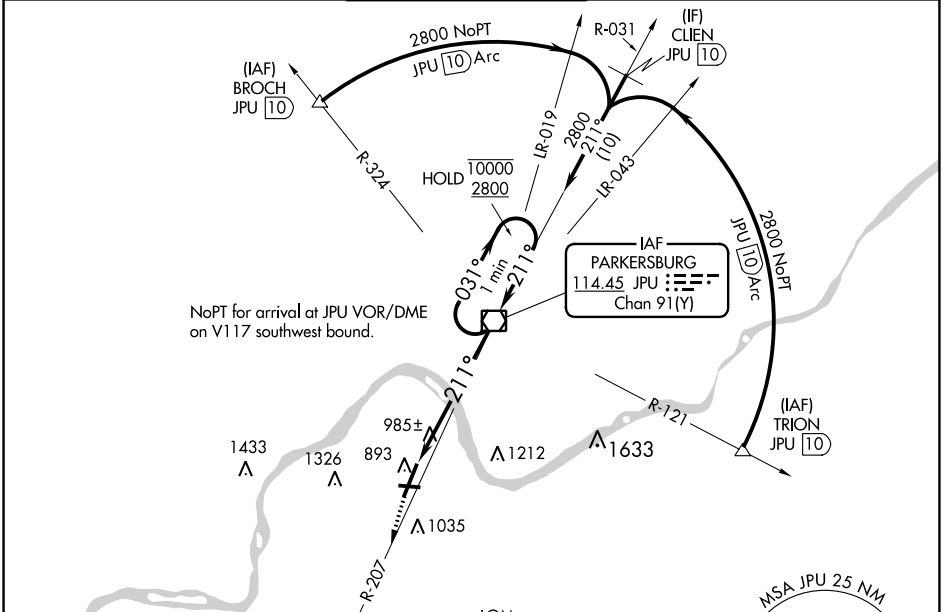 2800 NoPT
JPU 10 Arc
(IAF)
BROCH
JPU 10
R-324
R-031
(IF)
CLIEN
JPU 10
LR-019
2800
211°
(10)
LR-043
HOLD 10000
2800
031°
1 min
211°
IAF
PARKERSBURG
114.45 JPU
Chan 91(Y)
2800 NoPT
JPU 10 Arc
NoPT for arrival at JPU VOR/DME
on V117 southwest bound.
211°
R-121
(IAF)
TRION
JPU 10
985±
1433
1326
893
1212
1633
1035
R-207
MSA JPU 25 NM